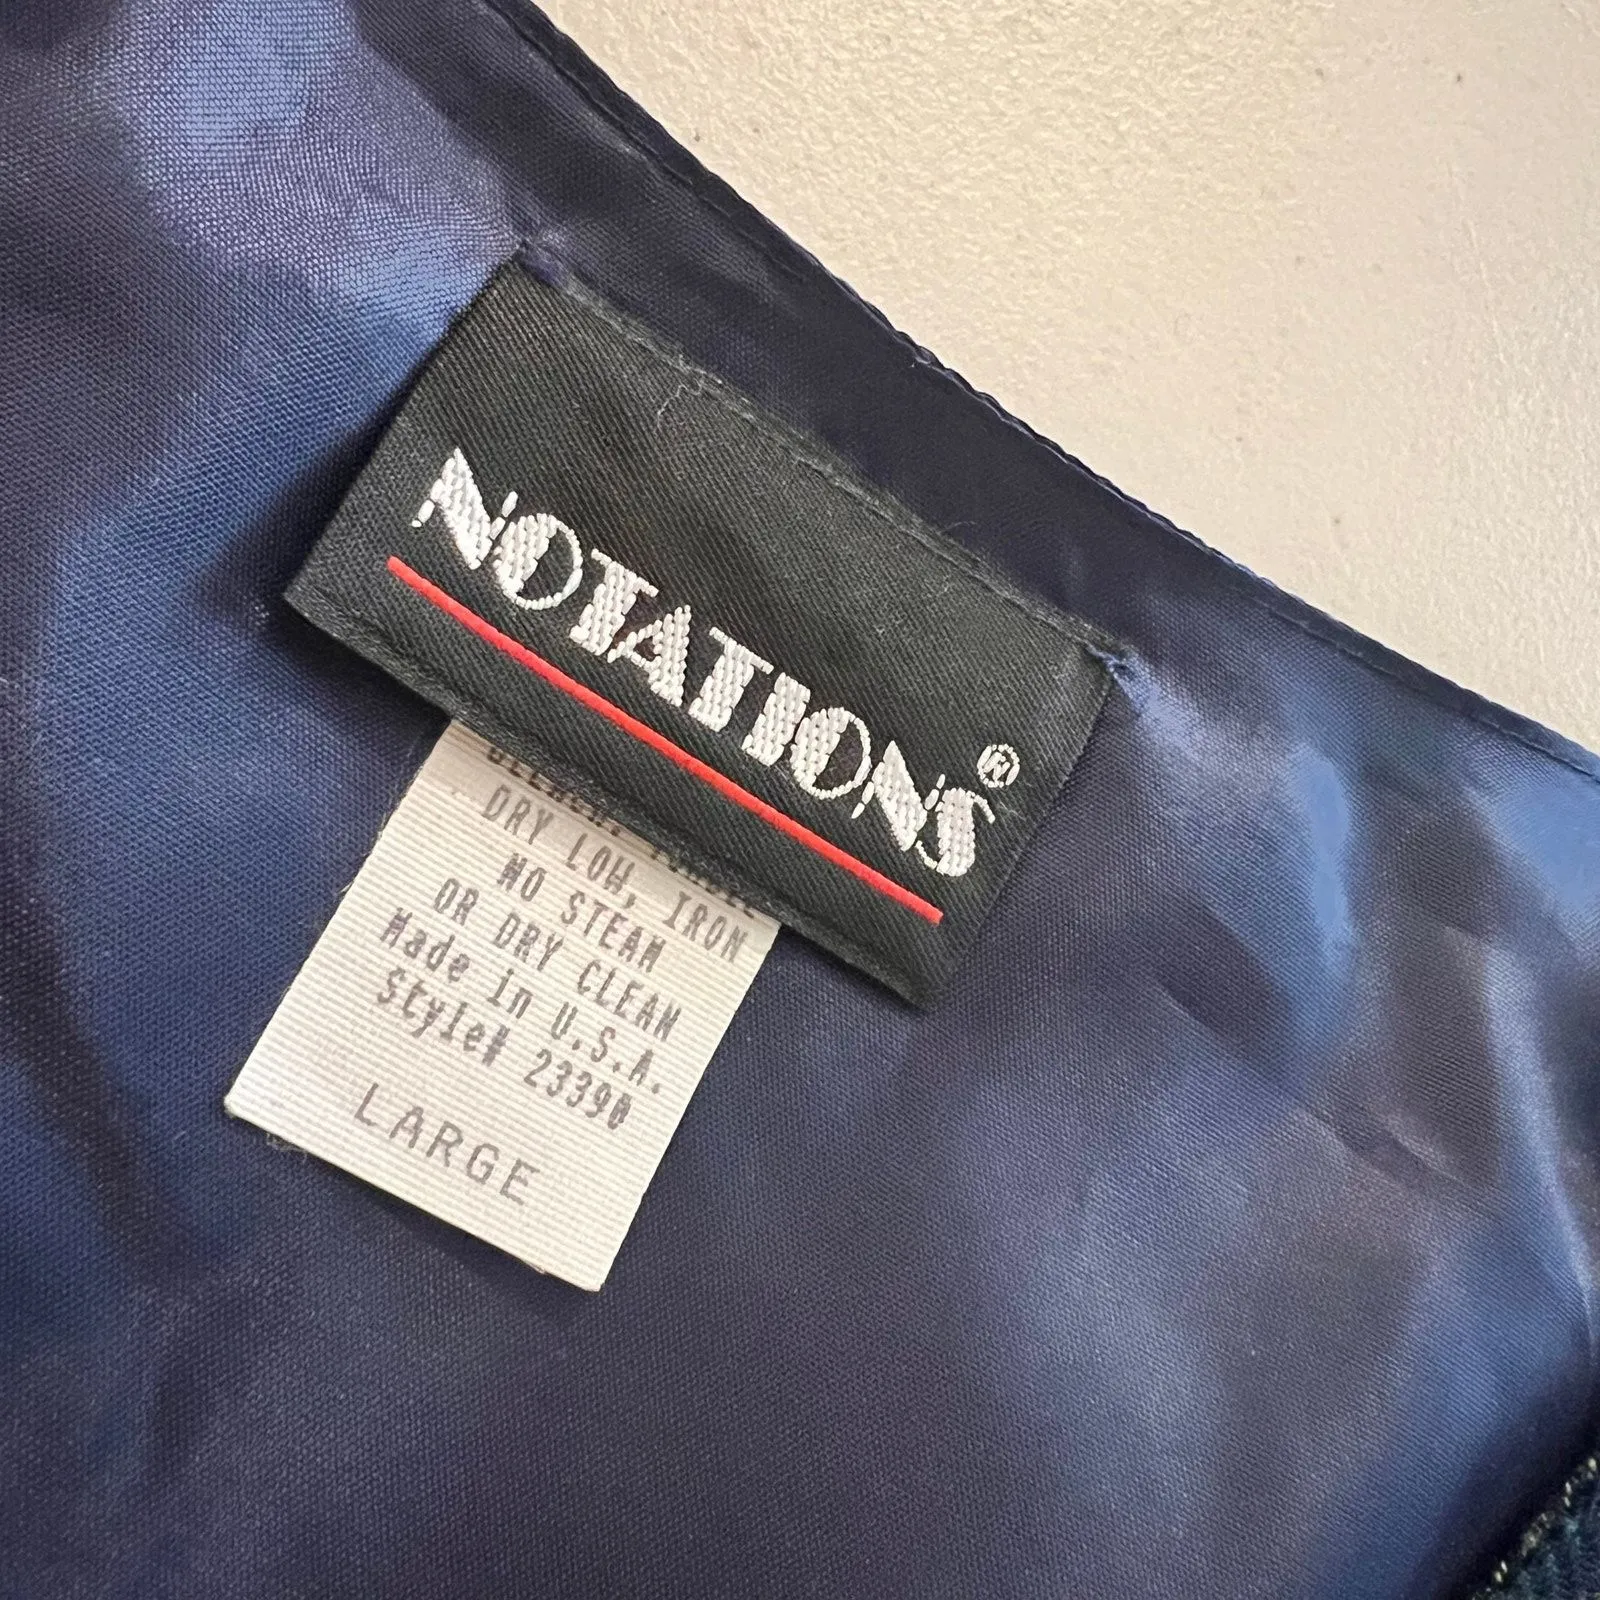 NOTATIONS®
DRY LOW, IRON
NO STEAM
OR DRY CLEAN
Made in U.S.A.
Style# 23390
LARGE